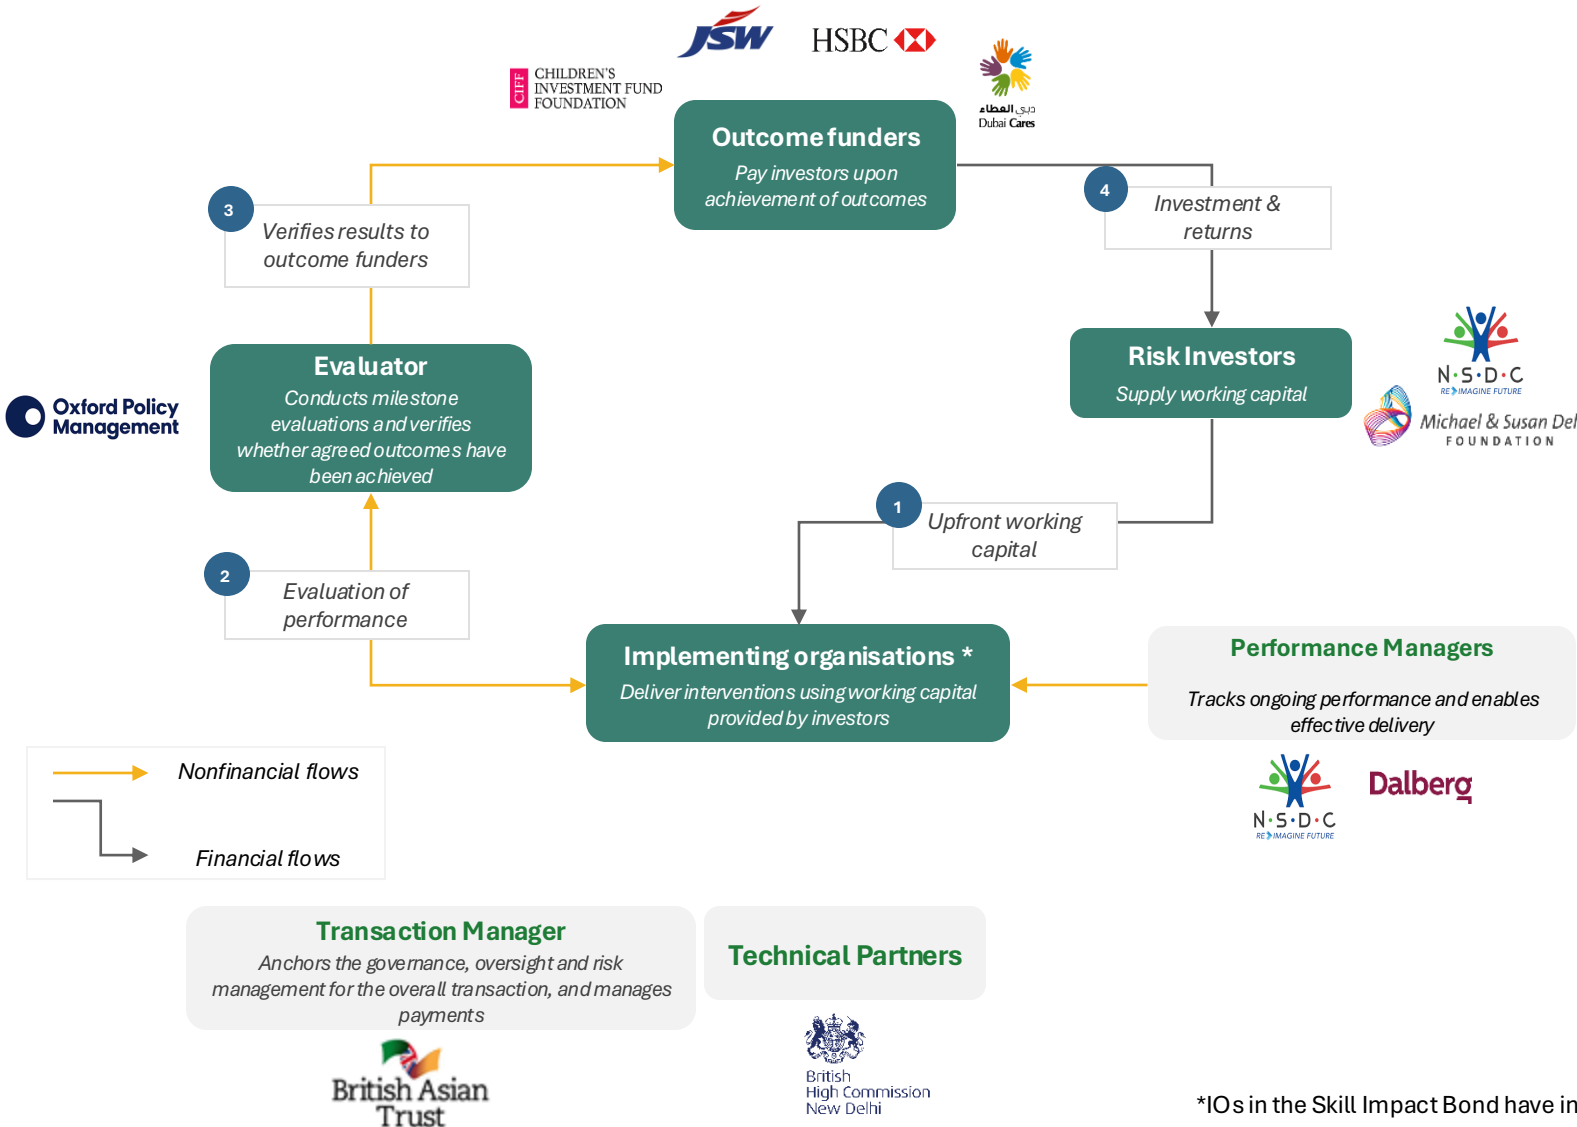 JSW
HSBC
CIFF
CHILDREN'S
INVESTMENT FUND
FOUNDATION
دبي العطاء
Dubai Cares
Outcome funders
Pay investors upon
achievement of outcomes
3
Verifies results to
outcome funders
4
Investment &
returns
Evaluator
Conducts milestone
evaluations and verifies
whether agreed outcomes have
been achieved
Oxford Policy
Management
Risk Investors
Supply working capital
N·S·D·C
RE IMAGINE FUTURE
Michael & Susan Del
FOUNDATION
1
Upfront working
capital
2
Evaluation of
performance
Implementing organisations *
Deliver interventions using working capital
provided by investors
Performance Managers
Tracks ongoing performance and enables
effective delivery
N·S·D·C
RE IMAGINE FUTURE
Dalberg
Nonfinancial flows
Financial flows
Transaction Manager
Anchors the governance, oversight and risk
management for the overall transaction, and manages
payments
British Asian
Trust
Technical Partners
British
High Commission
New Delhi
*IOs in the Skill Impact Bond have in